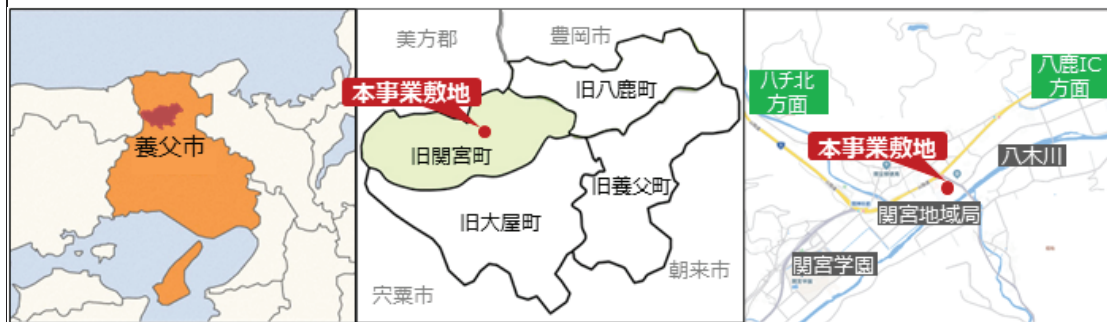 養父市
美方郡
豊岡市
本事業敷地
旧八鹿町
旧関宮町
旧養父町
旧大屋町
朝来市
宍粟市
ハチ北
方面
八鹿IC
方面
本事業敷地
八木川
関宮地域局
関宮学園